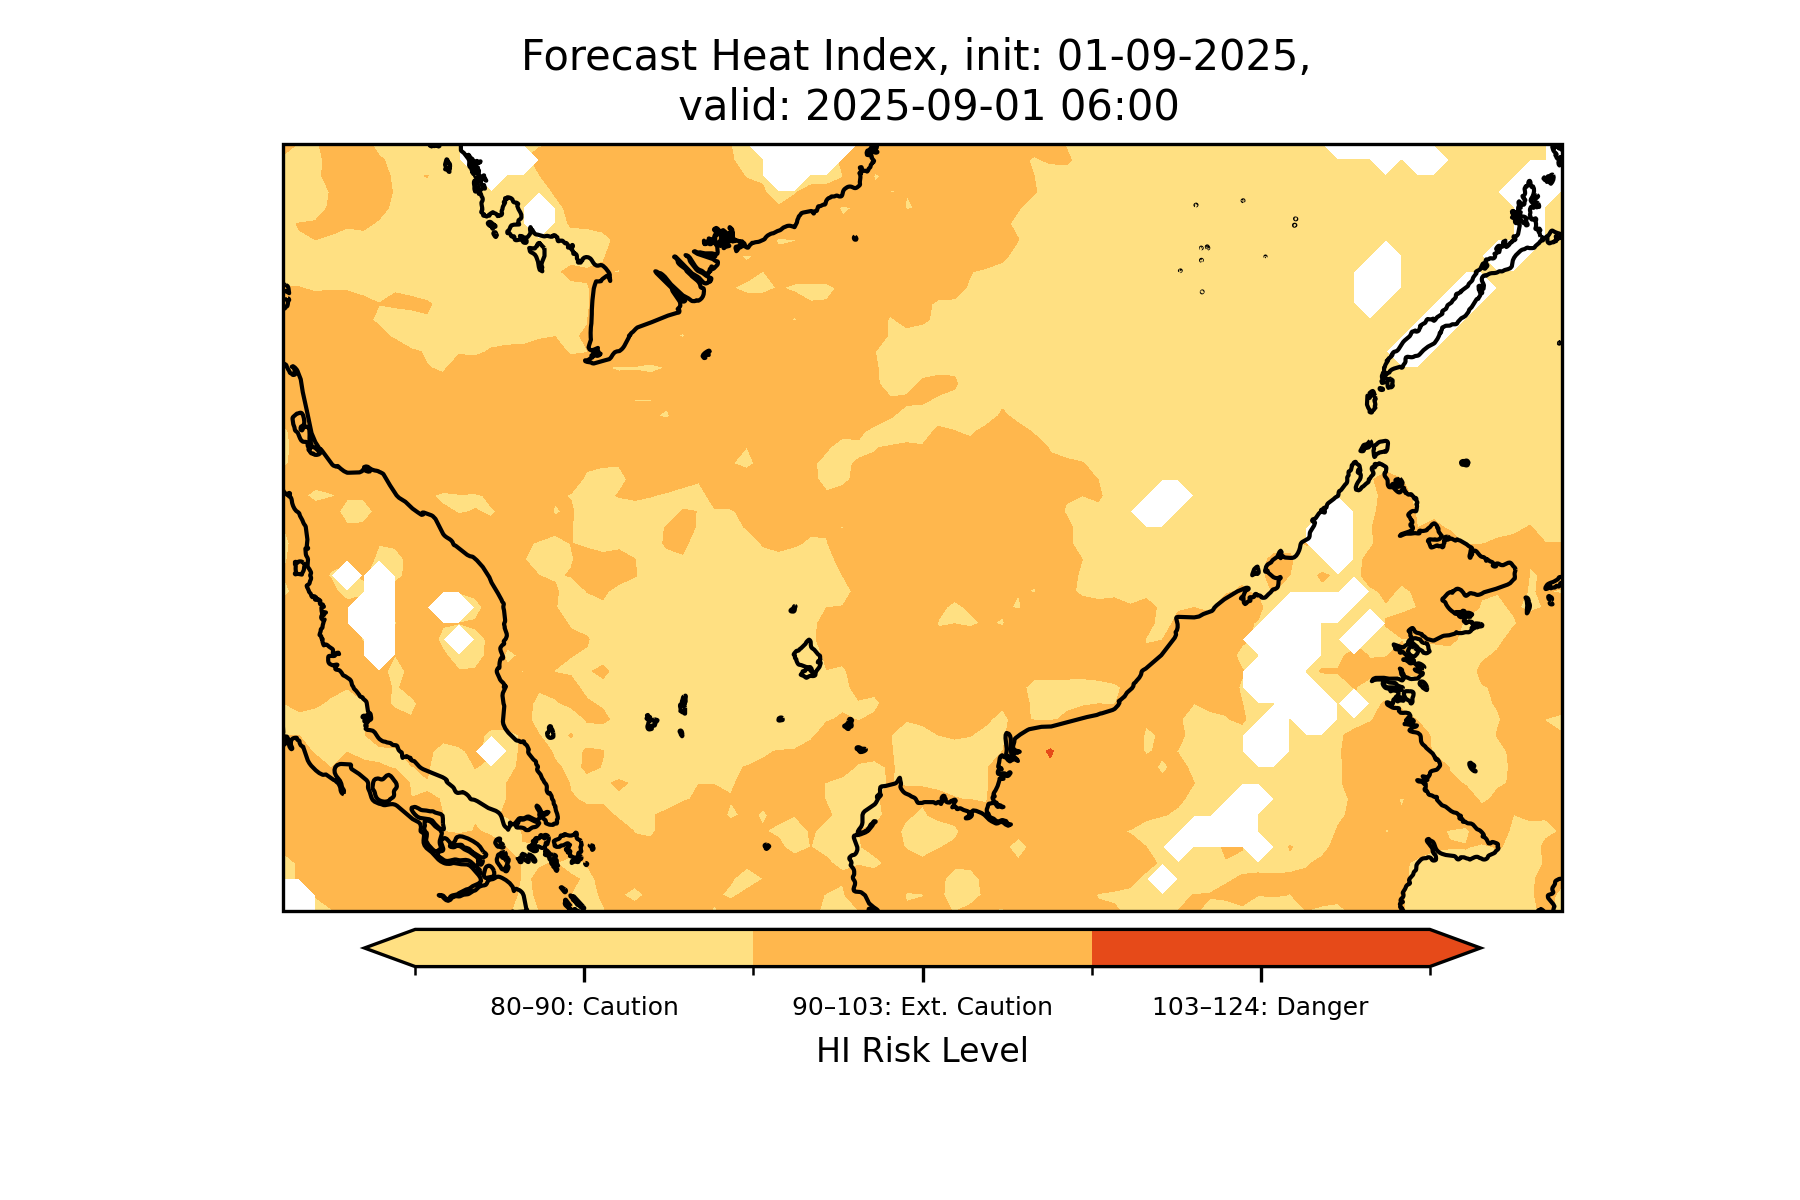 Forecast Heat Index, init: 01-09-2025,
valid: 2025-09-01 06:00
80–90: Caution
90–103: Ext. Caution
103–124: Danger
HI Risk Level